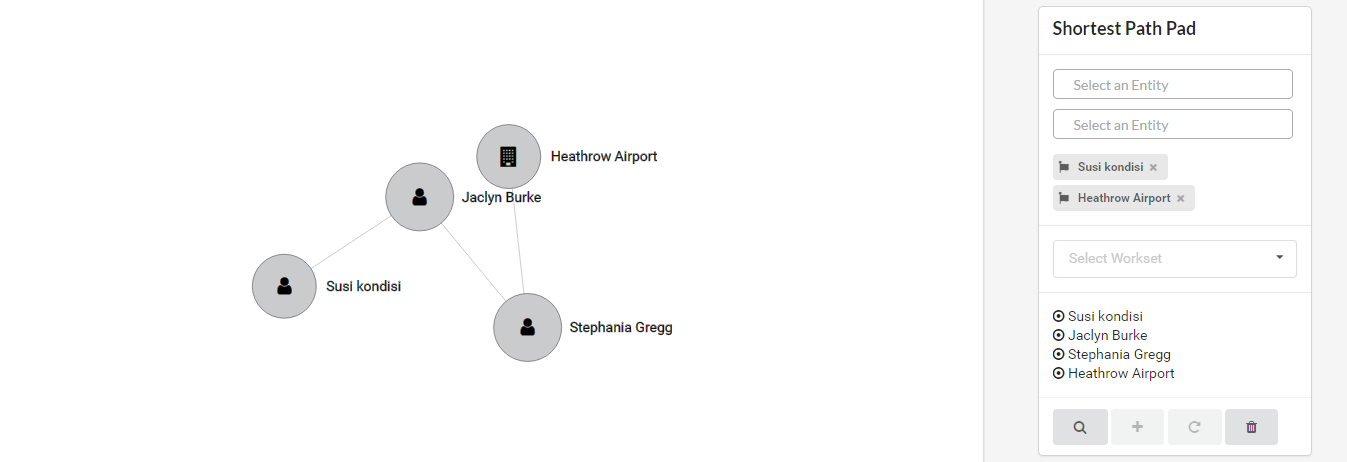 Heathrow Airport
Jaclyn Burke
Susi kondisi
Stephania Gregg
Shortest Path Pad
Select an Entity
Select an Entity
Susi kondisi
Heathrow Airport
Select Workset
Susi kondisi
Jaclyn Burke
Stephania Gregg
Heathrow Airport